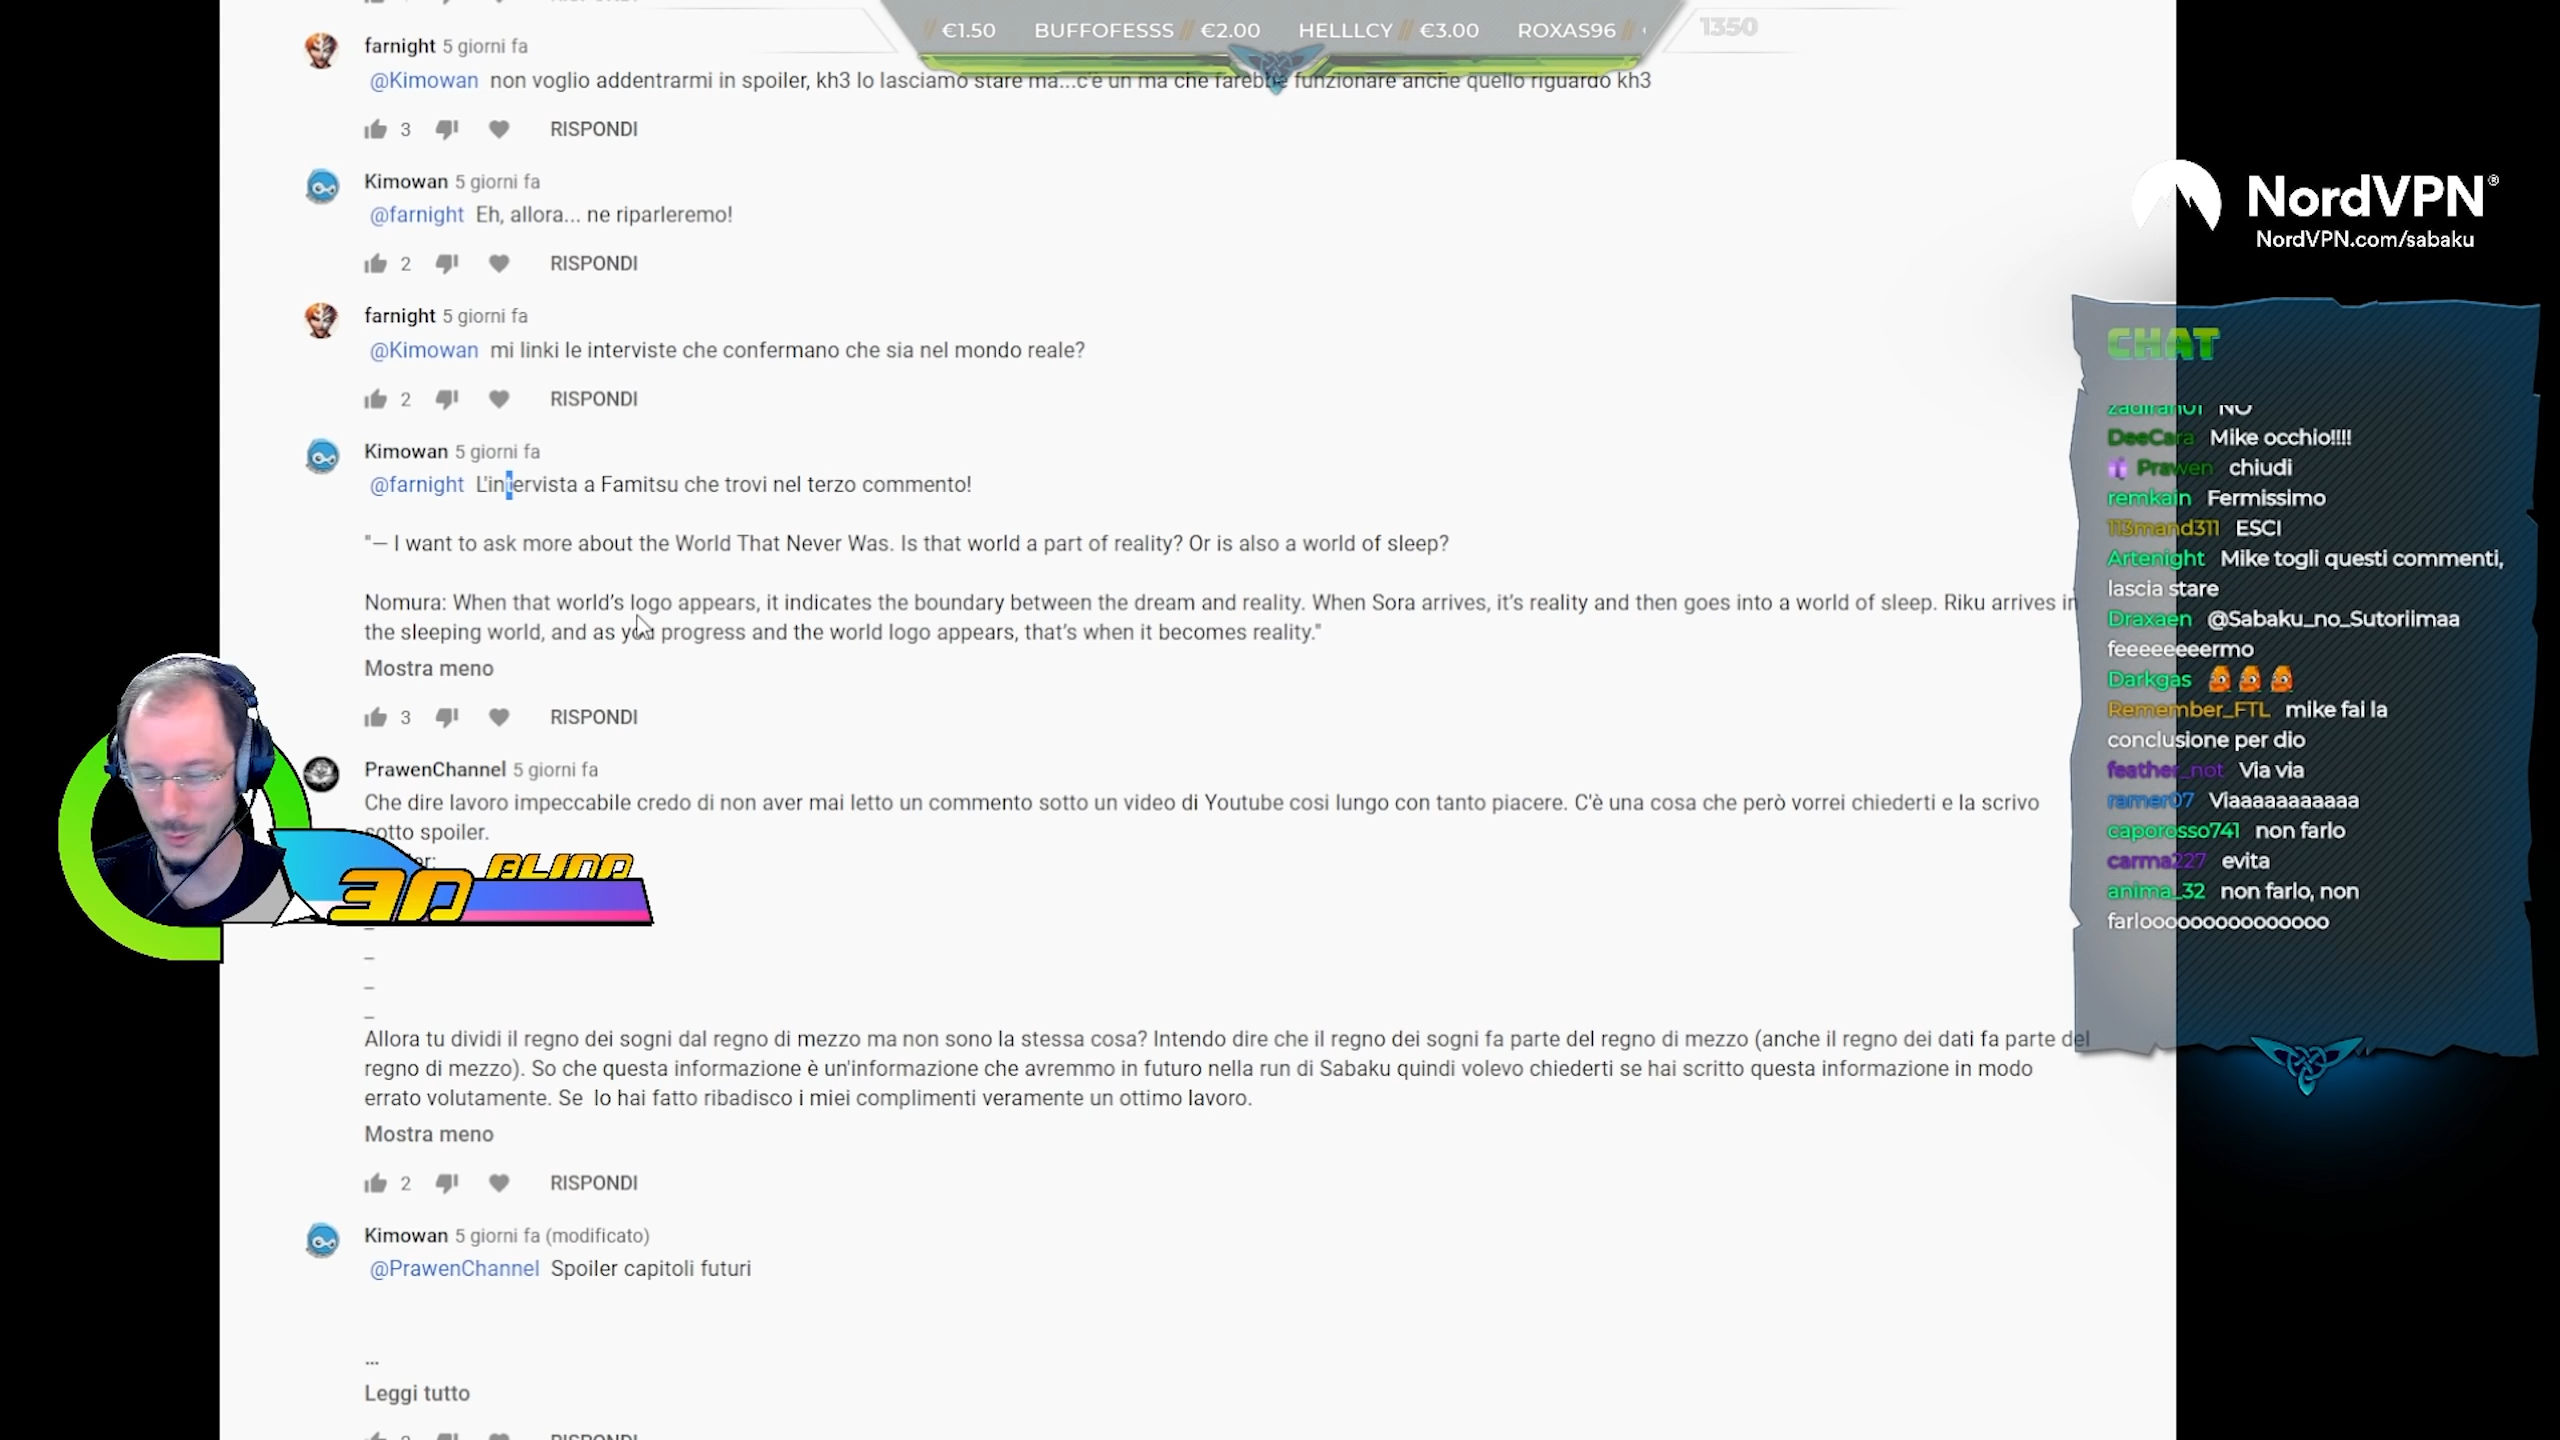 €1.50 BUFFOFESSS // €2.00 HELLLCY // €3.00 ROXAS96 //
1350
farnight 5 giorni fa
@Kimowan non voglio addentrarmi in spoiler, kh3 lo lasciamo stare ma...c'è un ma che farebbe funzionare anche quello riguardo kh3
3 RISPONDI
Kimowan 5 giorni fa
@farnight Eh, allora... ne riparleremo!
2 RISPONDI
farnight 5 giorni fa
@Kimowan mi linki le interviste che confermano che sia nel mondo reale?
2 RISPONDI
Kimowan 5 giorni fa
@farnight L'intervista a Famitsu che trovi nel terzo commento!
"— I want to ask more about the World That Never Was. Is that world a part of reality? Or is also a world of sleep?
Nomura: When that world's logo appears, it indicates the boundary between the dream and reality. When Sora arrives, it's reality and then goes into a world of sleep. Riku arrives in
the sleeping world, and as you progress and the world logo appears, that's when it becomes reality."
Mostra meno
3 RISPONDI
PrawenChannel 5 giorni fa
Che dire lavoro impeccabile credo di non aver mai letto un commento sotto un video di Youtube cosi lungo con tanto piacere. C'è una cosa che però vorrei chiederti e la scrivo
sotto spoiler.
–
–
–
–
Allora tu dividi il regno dei sogni dal regno di mezzo ma non sono la stessa cosa? Intendo dire che il regno dei sogni fa parte del regno di mezzo (anche il regno dei dati fa parte del
regno di mezzo). So che questa informazione è un'informazione che avremmo in futuro nella run di Sabaku quindi volevo chiederti se hai scritto questa informazione in modo
errato volutamente. Se lo hai fatto ribadisco i miei complimenti veramente un ottimo lavoro.
Mostra meno
2 RISPONDI
Kimowan 5 giorni fa (modificato)
@PrawenChannel Spoiler capitoli futuri
...
Leggi tutto
RISPONDI
3D BLIND
NordVPN®
NordVPN.com/sabaku
CHAT
zadiran01 NO
DeeCara Mike occhio!!!!
Prawen chiudi
remkain Fermissimo
113mand311 ESCI
Artenight Mike togli questi commenti,
lascia stare
Draxaen @Sabaku_no_Sutoriimaa
feeeeeeeermo
Darkgas
Remember_FTL mike fai la
conclusione per dio
feather_not Via via
ramer07 Viaaaaaaaaaaa
caporosso741 non farlo
carma227 evita
anima_32 non farlo, non
farloooooooooooooooo